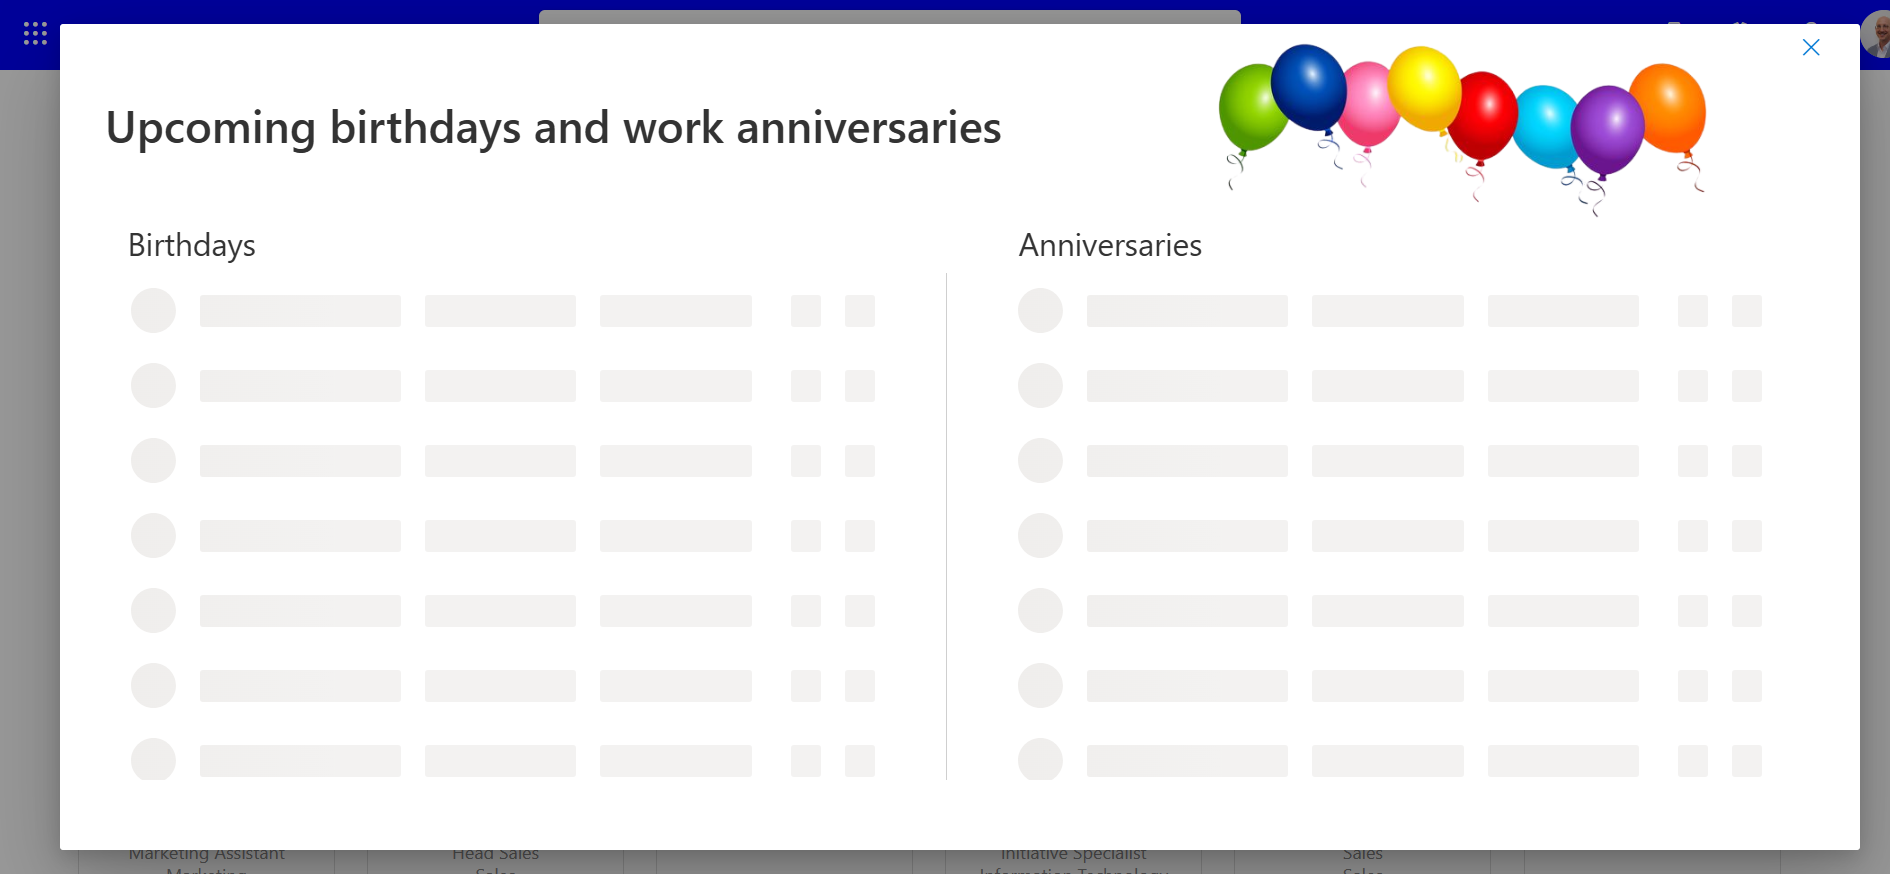 Upcoming birthdays and work anniversaries
Birthdays
Anniversaries
Marketing Assistant
Head Sales
Initiative Specialist
Sales
Marketing
Sales
Information Technology
Sales